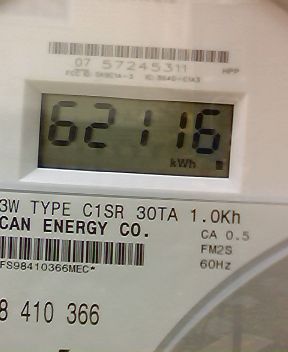 07 57245311
HPP
62116
kWh
3W TYPE C1SR 30TA 1.0Kh
CAN ENERGY CO.
CA 0.5
FM2S
60Hz
FS98410366MEC*
8 410 366